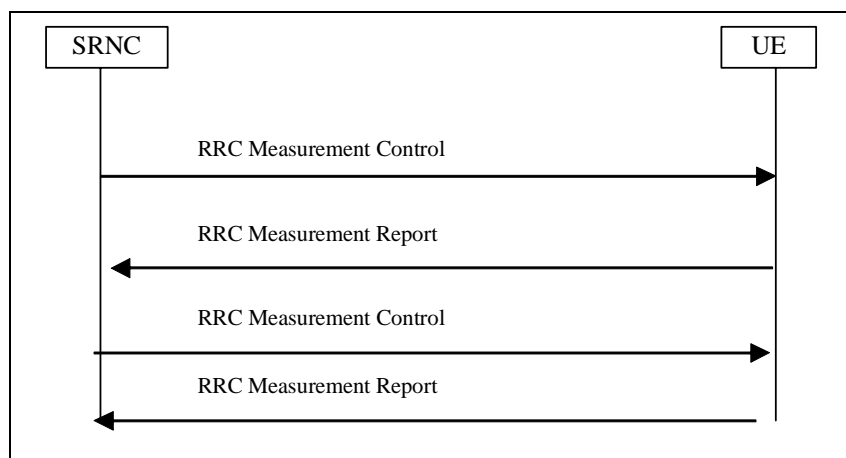 SRNC
UE
RRC Measurement Control
RRC Measurement Report
RRC Measurement Control
RRC Measurement Report